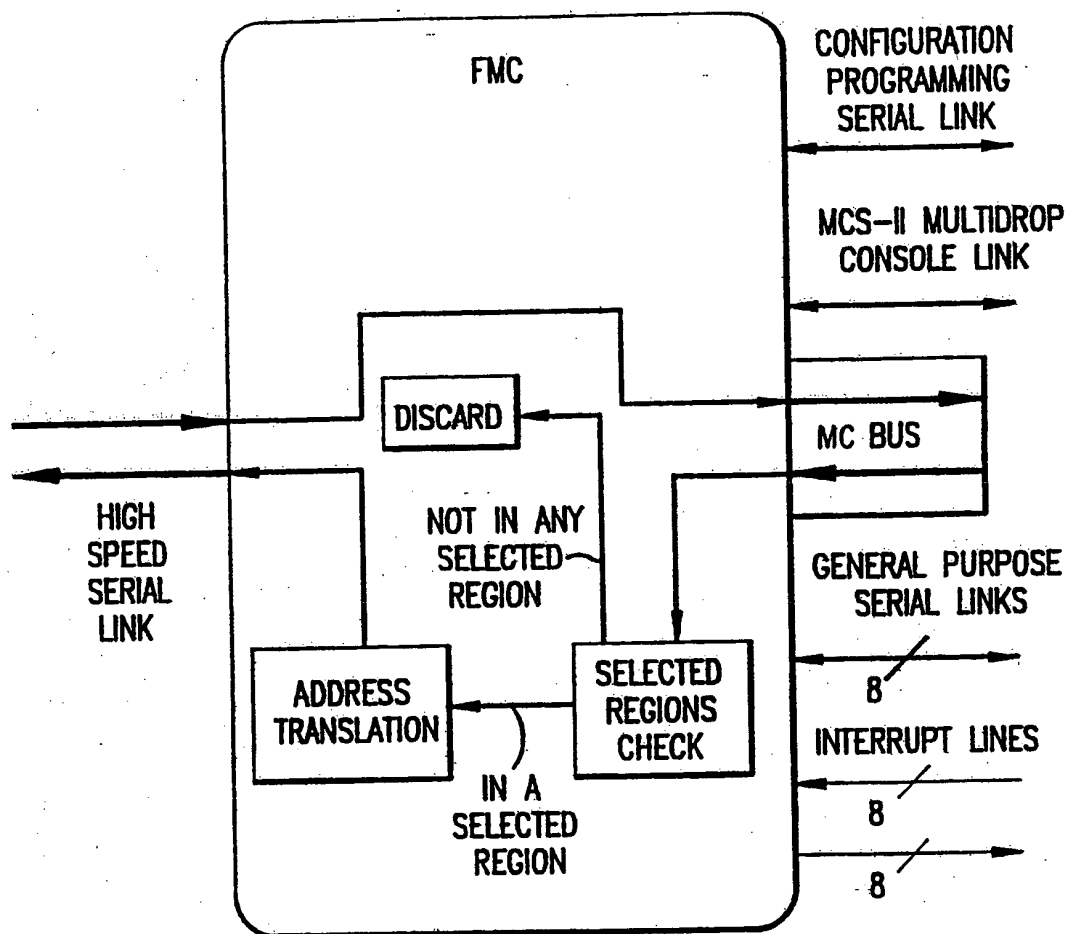 FMC
CONFIGURATION
PROGRAMMING
SERIAL LINK
MCS-II MULTIDROP
CONSOLE LINK
DISCARD
MC BUS
HIGH
SPEED
SERIAL
LINK
NOT IN ANY
SELECTED
REGION
GENERAL PURPOSE
SERIAL LINKS
8
ADDRESS
TRANSLATION
SELECTED
REGIONS
CHECK
IN A
SELECTED
REGION
INTERRUPT LINES
8
8